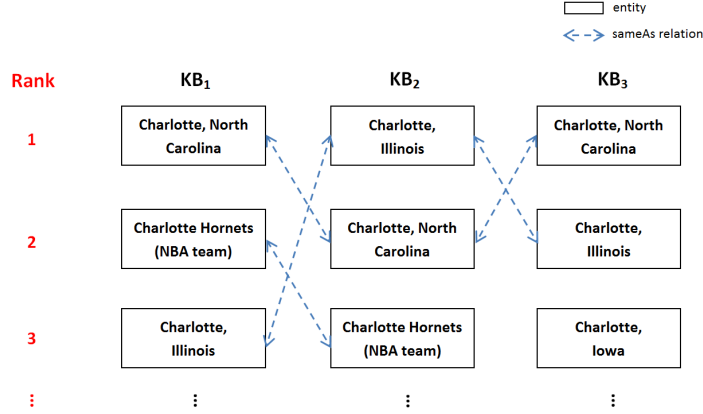 entity
sameAs relation
Rank KB₁ KB₂ KB₃
1 Charlotte, North Carolina Charlotte, Illinois Charlotte, North Carolina
2 Charlotte Hornets (NBA team) Charlotte, North Carolina Charlotte, Illinois
3 Charlotte, Illinois Charlotte Hornets (NBA team) Charlotte, Iowa
⋮ ⋮ ⋮ ⋮